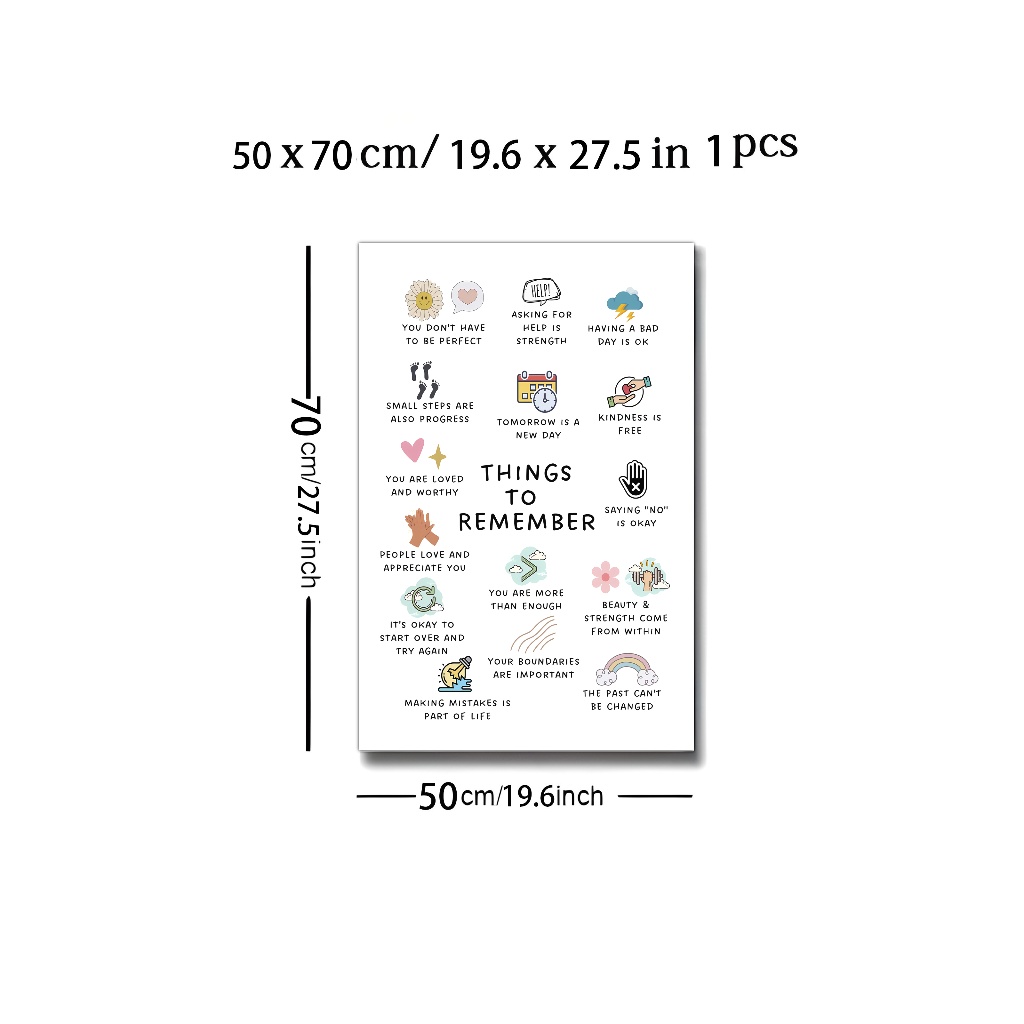 50 x 70 cm/ 19.6 x 27.5 in 1 pcs
70cm/27.5inch
YOU DON'T HAVE
TO BE PERFECT
HELP!
ASKING FOR
HELP IS
STRENGTH
HAVING A BAD
DAY IS OK
SMALL STEPS ARE
ALSO PROGRESS
TOMORROW IS A
NEW DAY
KINDNESS IS
FREE
YOU ARE LOVED
AND WORTHY
THINGS
TO
REMEMBER
SAYING "NO"
IS OKAY
PEOPLE LOVE AND
APPRECIATE YOU
YOU ARE MORE
THAN ENOUGH
BEAUTY &
STRENGTH COME
FROM WITHIN
IT'S OKAY TO
START OVER AND
TRY AGAIN
YOUR BOUNDARIES
ARE IMPORTANT
THE PAST CAN'T
BE CHANGED
MAKING MISTAKES IS
PART OF LIFE
50cm/19.6inch